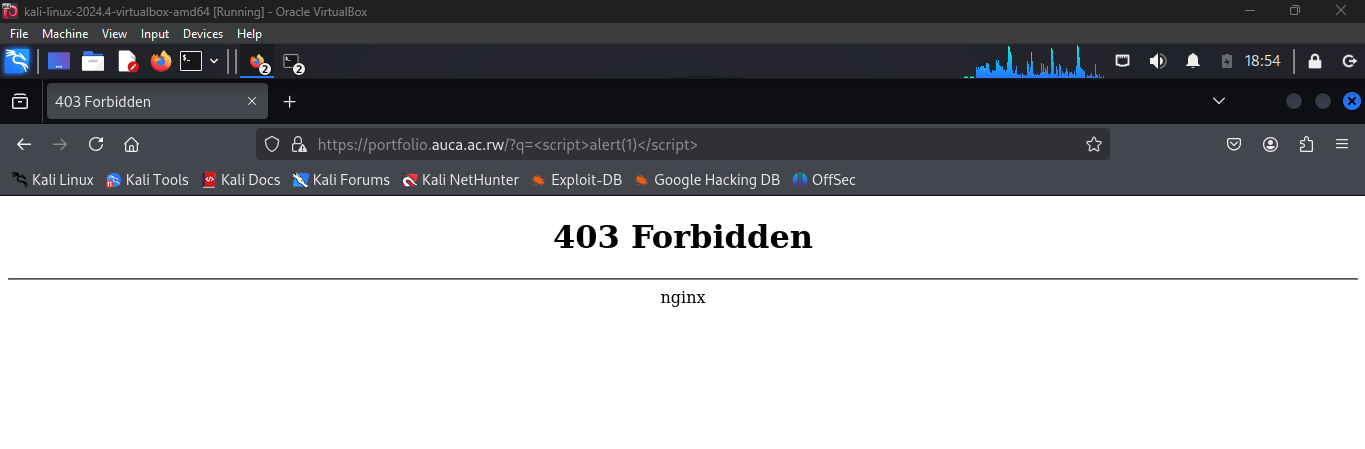 kali-linux-2024.4-virtualbox-amd64 [Running] - Oracle VirtualBox
File Machine View Input Devices Help
2 2 18:54
403 Forbidden
https://portfolio.auca.ac.rw/?q=<script>alert(1)</script>
Kali Linux Kali Tools Kali Docs Kali Forums Kali NetHunter Exploit-DB Google Hacking DB OffSec
403 Forbidden
nginx